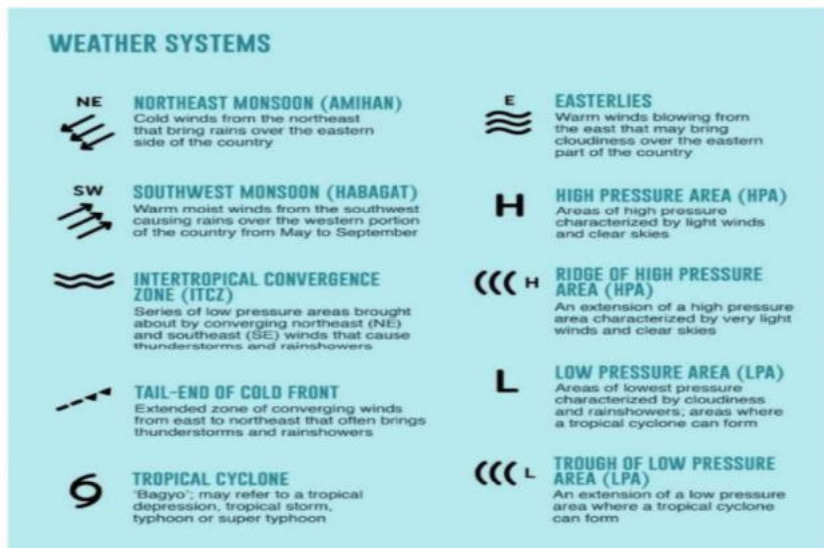 WEATHER SYSTEMS
NE
NORTHEAST MONSOON (AMIHAN)
Cold winds from the northeast
that bring rains over the eastern
side of the country
SW
SOUTHWEST MONSOON (HABAGAT)
Warm moist winds from the southwest
causing rains over the western portion
of the country from May to September
INTERTROPICAL CONVERGENCE
ZONE (ITCZ)
Series of low pressure areas brought
about by converging northeast (NE)
and southeast (SE) winds that cause
thunderstorms and rainshowers
TAIL-END OF COLD FRONT
Extended zone of converging winds
from east to northeast that often brings
thunderstorms and rainshowers
TROPICAL CYCLONE
'Bagyo'; may refer to a tropical
depression, tropical storm,
typhoon or super typhoon
E
EASTERLIES
Warm winds blowing from
the east that may bring
cloudiness over the eastern
part of the country
H
HIGH PRESSURE AREA (HPA)
Areas of high pressure
characterized by light winds
and clear skies
H
RIDGE OF HIGH PRESSURE
AREA (HPA)
An extension of a high pressure
area characterized by very light
winds and clear skies
L
LOW PRESSURE AREA (LPA)
Areas of lowest pressure
characterized by cloudiness
and rainshowers; areas where
a tropical cyclone can form
L
TROUGH OF LOW PRESSURE
AREA (LPA)
An extension of a low pressure
area where a tropical cyclone
can form